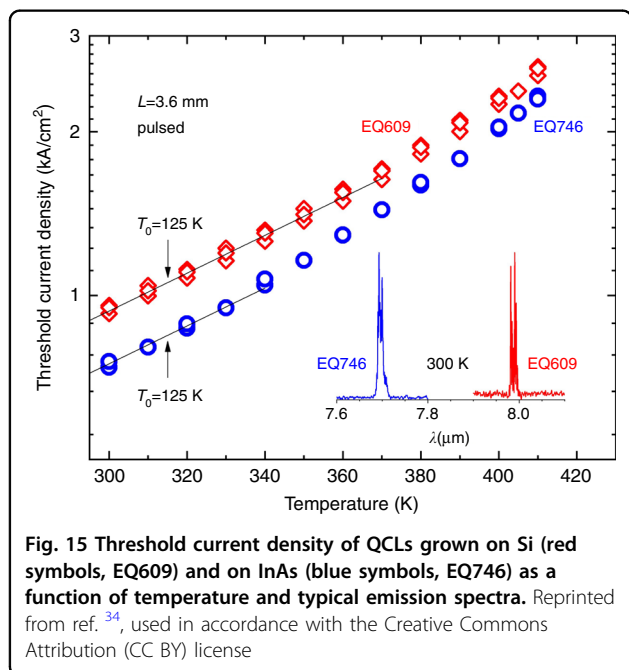 3
2
1
Threshold current density (kA/cm²)
L=3.6 mm
pulsed
EQ609
EQ746
T₀=125 K
T₀=125 K
EQ746
300 K
EQ609
7.6
7.8
8.0
λ(μm)
300
320
340
360
380
400
420
Temperature (K)
Fig. 15 Threshold current density of QCLs grown on Si (red
symbols, EQ609) and on InAs (blue symbols, EQ746) as a
function of temperature and typical emission spectra. Reprinted
from ref. ³⁴, used in accordance with the Creative Commons
Attribution (CC BY) license